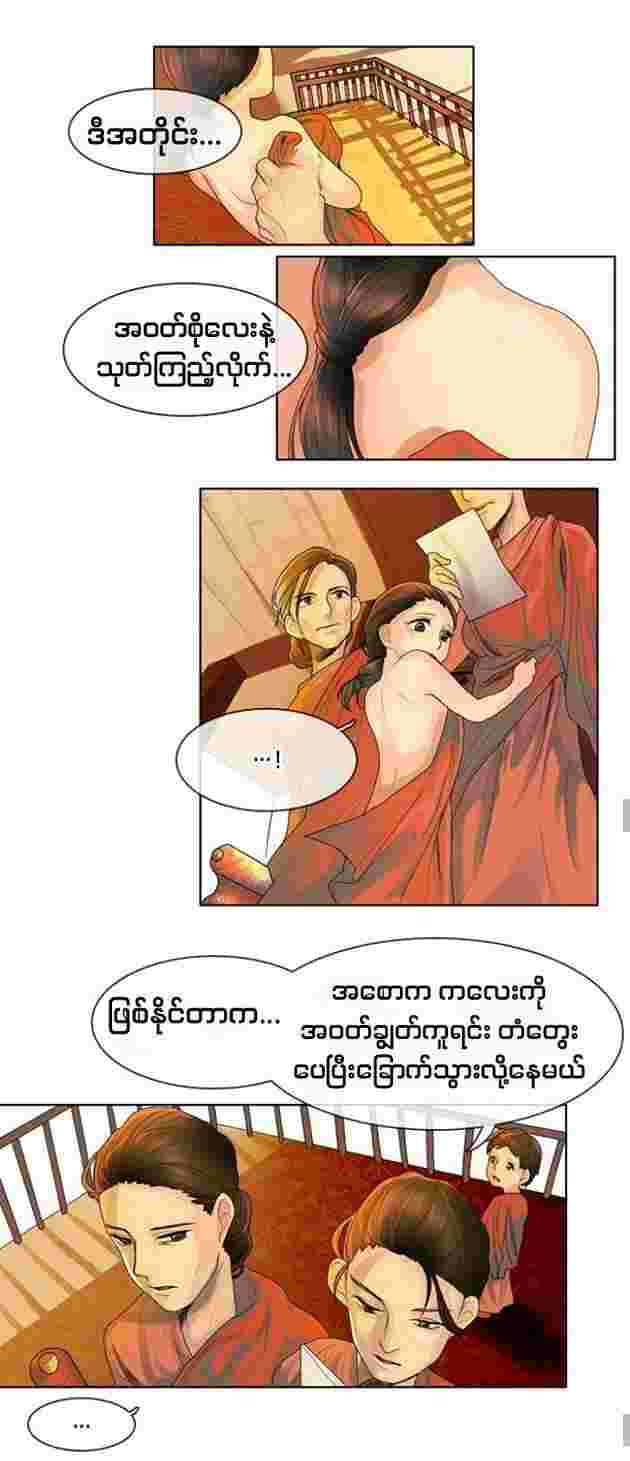 ဒီအတိုင်း...
အဝတ်စိုလေးနဲ့
သုတ်ကြည့်လိုက်...
...!
ဖြစ်နိုင်တာက...
အစောက ကလေးကို
အဝတ်ချွတ်ကူရင်း တံတွေး
ပေပြီးခြောက်သွားလို့နေမယ်
...